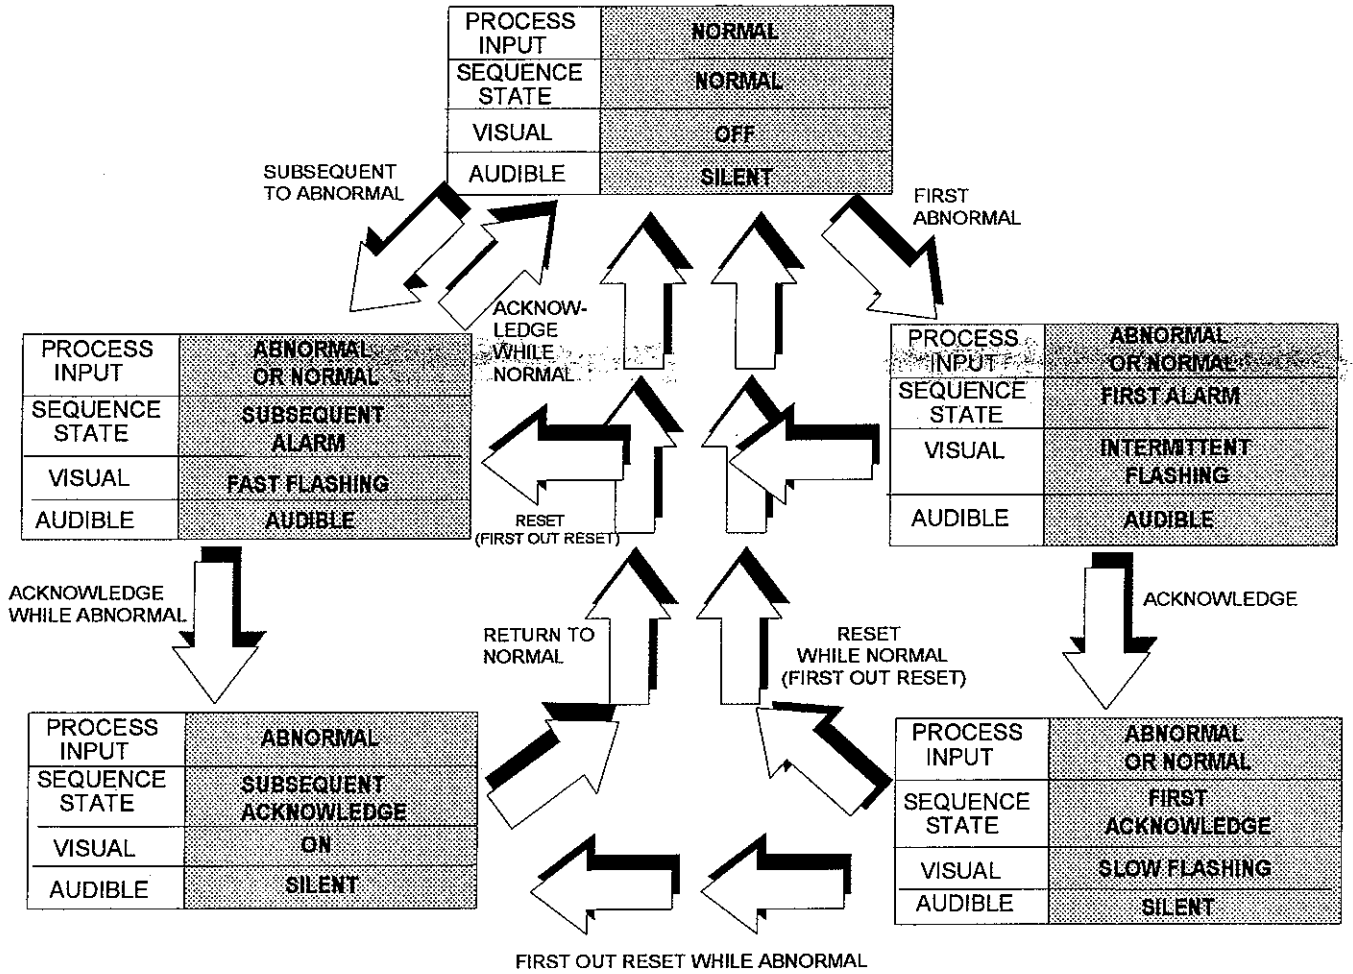 PROCESS
INPUT
NORMAL
SEQUENCE
STATE
NORMAL
VISUAL
OFF
AUDIBLE
SILENT
SUBSEQUENT
TO ABNORMAL
FIRST
ABNORMAL
ACKNOW-
LEDGE
WHILE
NORMAL
PROCESS
INPUT
ABNORMAL
OR NORMAL
SEQUENCE
STATE
SUBSEQUENT
ALARM
VISUAL
FAST FLASHING
AUDIBLE
AUDIBLE
PROCESS
INPUT
ABNORMAL
OR NORMAL
SEQUENCE
STATE
FIRST ALARM
VISUAL
INTERMITTENT
FLASHING
AUDIBLE
AUDIBLE
RESET
(FIRST OUT RESET)
ACKNOWLEDGE
WHILE ABNORMAL
ACKNOWLEDGE
RETURN TO
NORMAL
RESET
WHILE NORMAL
(FIRST OUT RESET)
PROCESS
INPUT
ABNORMAL
SEQUENCE
STATE
SUBSEQUENT
ACKNOWLEDGE
VISUAL
ON
AUDIBLE
SILENT
PROCESS
INPUT
ABNORMAL
OR NORMAL
SEQUENCE
STATE
FIRST
ACKNOWLEDGE
VISUAL
SLOW FLASHING
AUDIBLE
SILENT
FIRST OUT RESET WHILE ABNORMAL